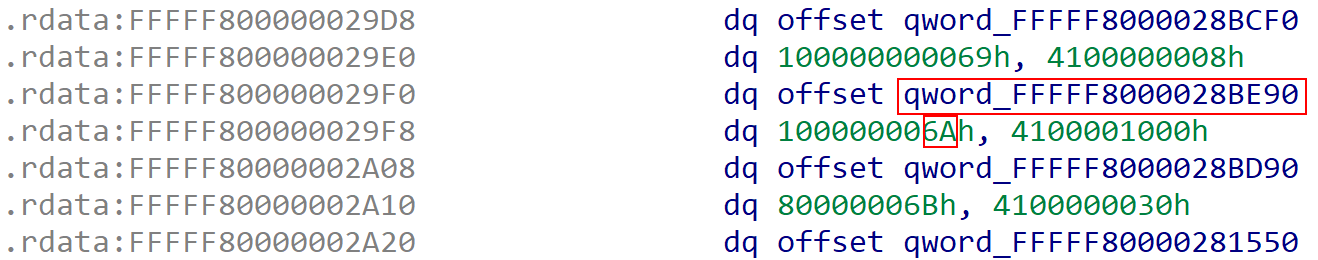 .rdata:FFFFF800000029D8 dq offset qword_FFFFF8000028BCF0
.rdata:FFFFF800000029E0 dq 100000000069h, 4100000008h
.rdata:FFFFF800000029F0 dq offset qword_FFFFF8000028BE90
.rdata:FFFFF800000029F8 dq 100000006Ah, 4100001000h
.rdata:FFFFF80000002A08 dq offset qword_FFFFF8000028BD90
.rdata:FFFFF80000002A10 dq 80000006Bh, 4100000030h
.rdata:FFFFF80000002A20 dq offset qword_FFFFF80000281550